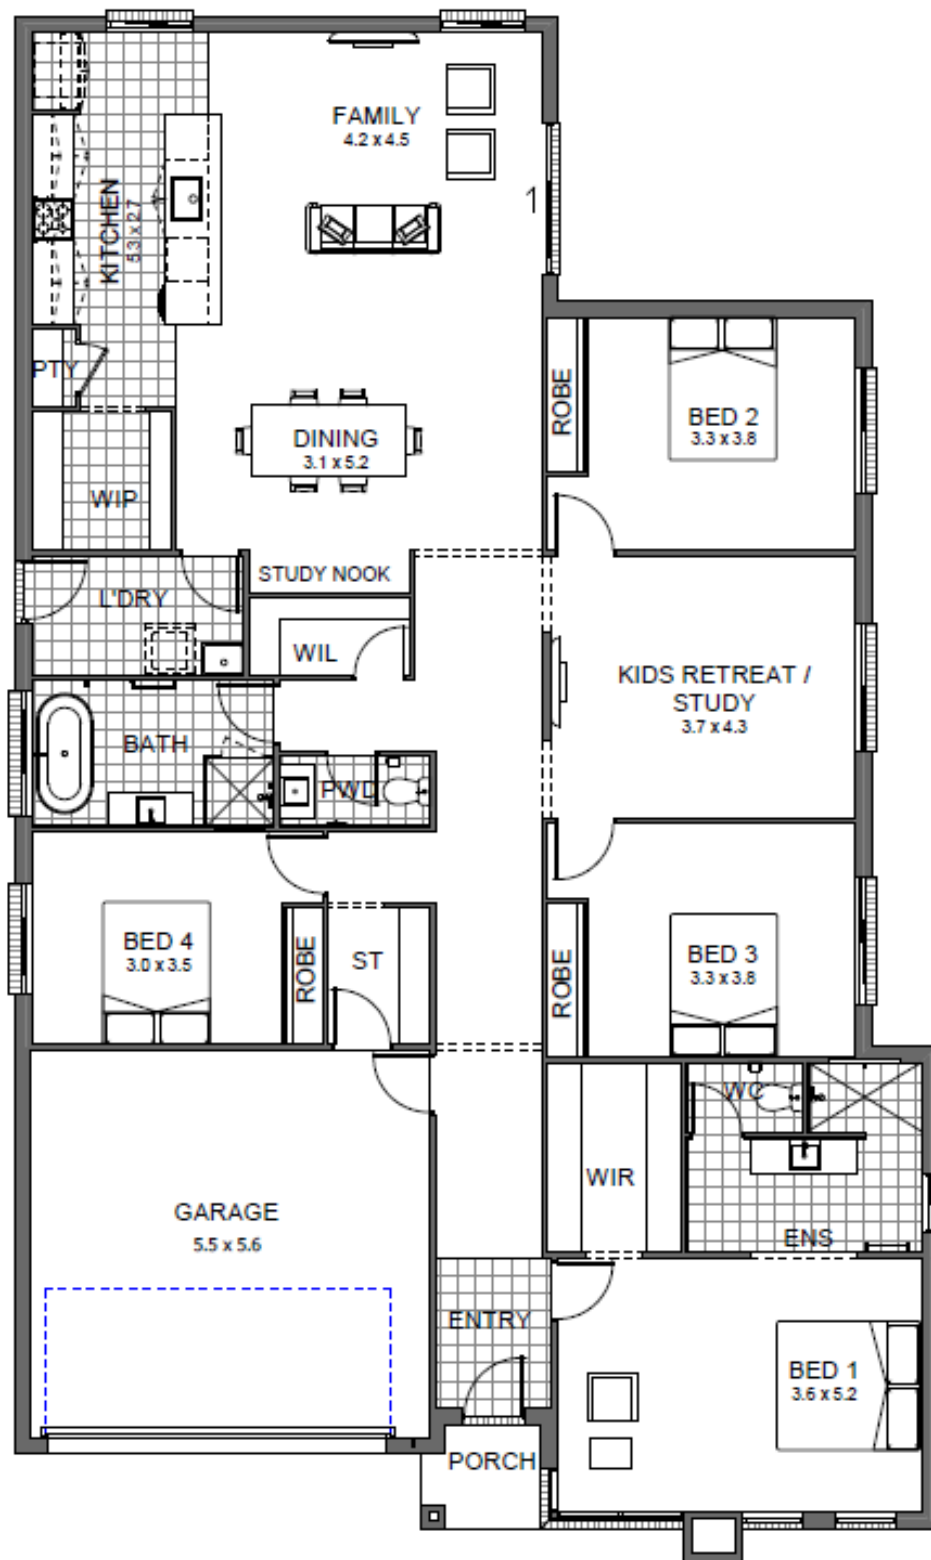 FAMILY
4.2 x 4.5
KITCHEN
5.3 x 2.7
1
PTY
ROBE
BED 2
3.3 x 3.8
DINING
3.1 x 5.2
WIP
STUDY NOOK
L'DRY
WIL
KIDS RETREAT /
STUDY
3.7 x 4.3
BATH
PWD
BED 4
3.0 x 3.5
ROBE
ST
ROBE
BED 3
3.3 x 3.8
WC
WIR
GARAGE
5.5 x 5.6
ENS
ENTRY
BED 1
3.6 x 5.2
PORCH